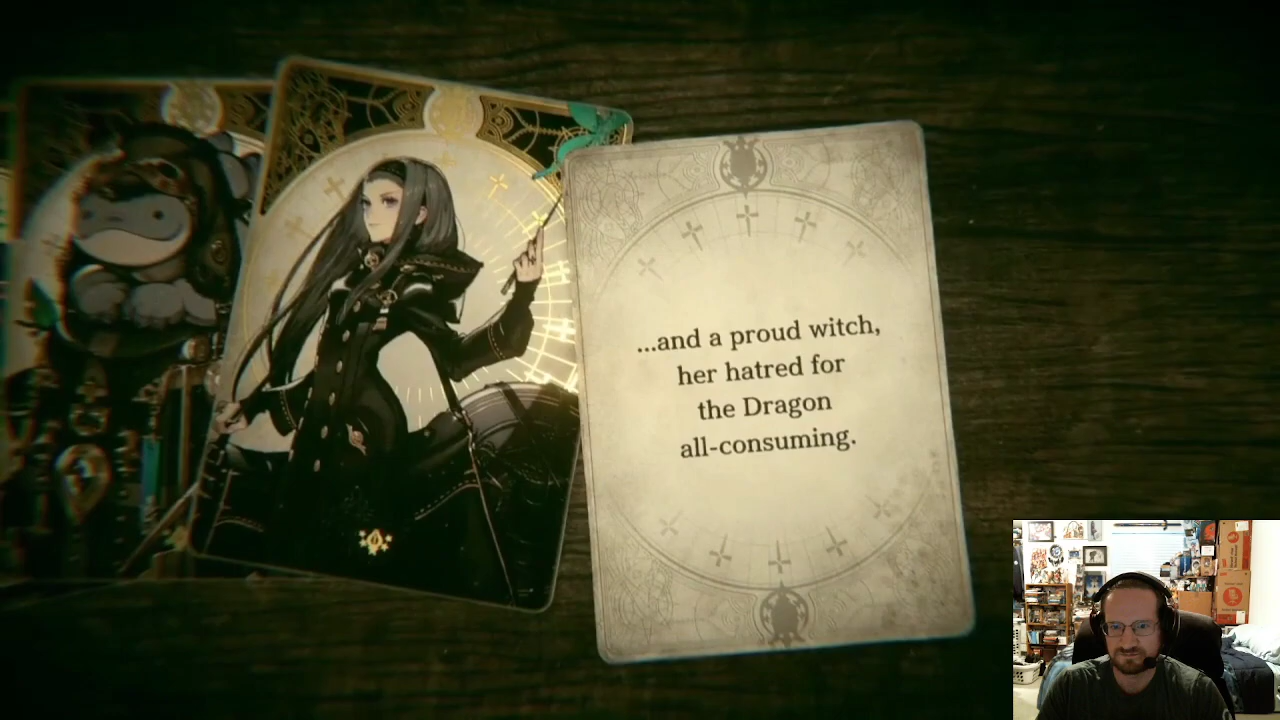 ...and a proud witch,
her hatred for
the Dragon
all-consuming.